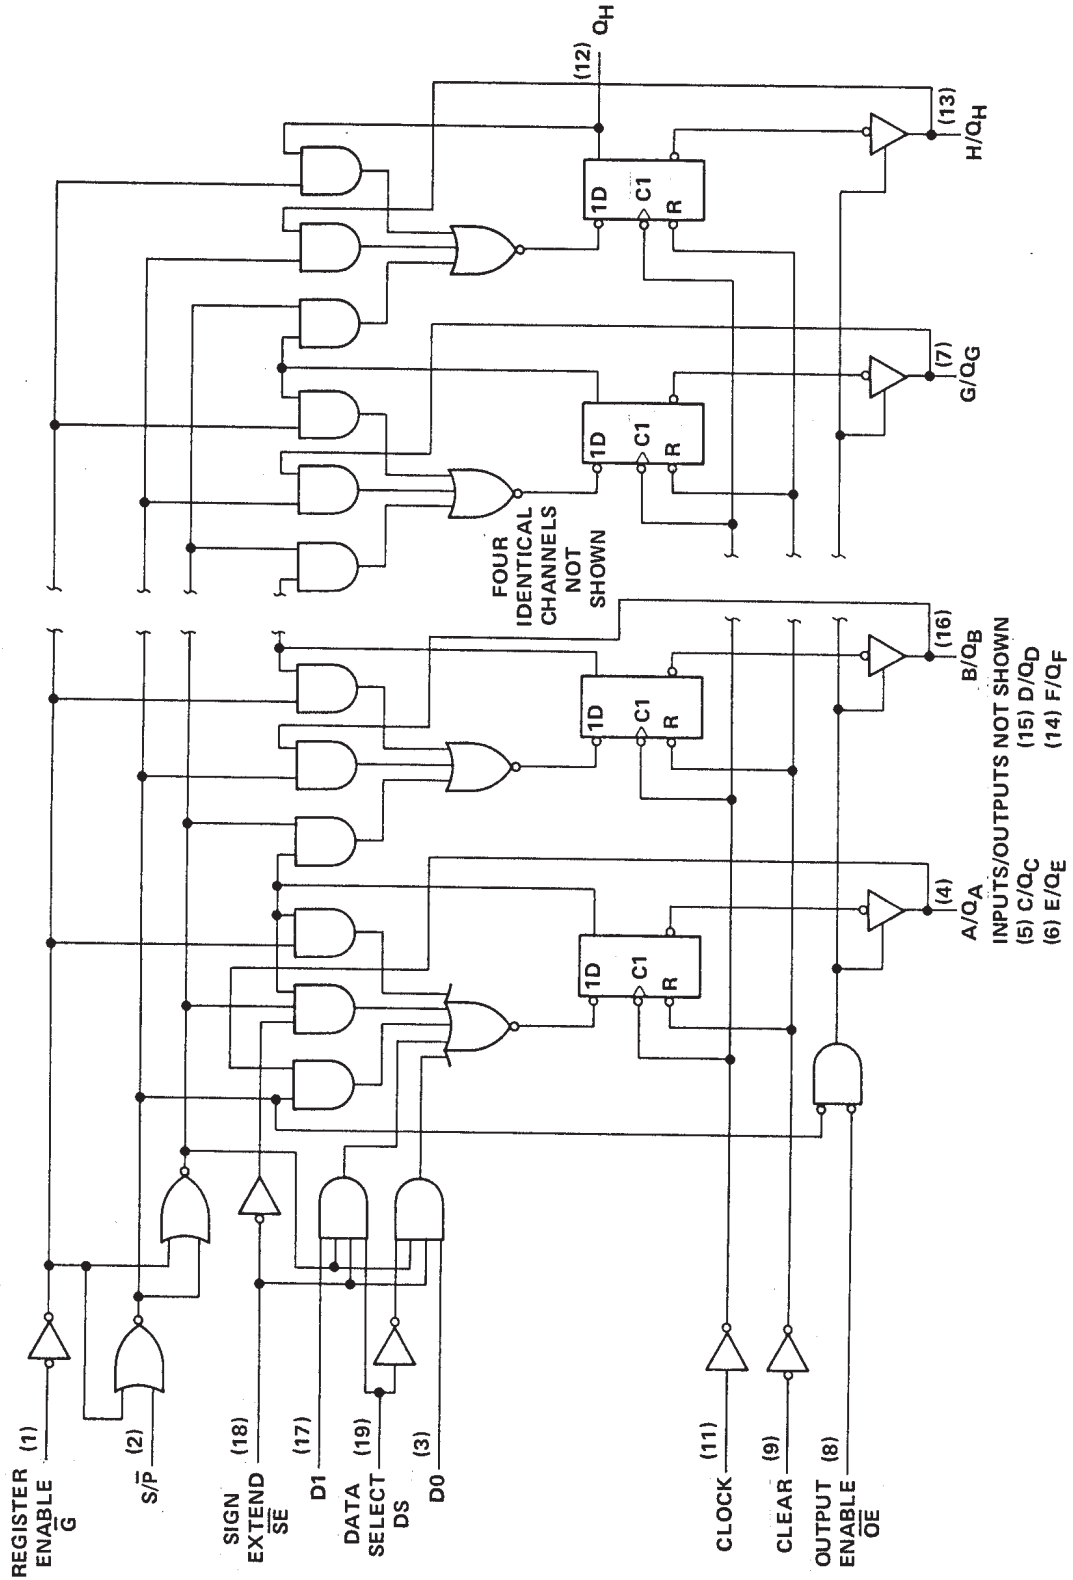 REGISTER
ENABLE
G
(1)
S/P
(2)
SIGN
EXTEND
SE
(18)
D1
(17)
DATA
SELECT
DS
(19)
D0
(3)
CLOCK
(11)
CLEAR
(9)
OUTPUT
ENABLE
OE
(8)
1D
C1
R
(4)
A/QA
1D
C1
R
(16)
B/QB
FOUR
IDENTICAL
CHANNELS
NOT
SHOWN
1D
C1
R
(7)
G/QG
1D
C1
R
(12)
QH
(13)
H/QH
INPUTS/OUTPUTS NOT SHOWN
(5) C/QC (15) D/QD
(6) E/QE (14) F/QF